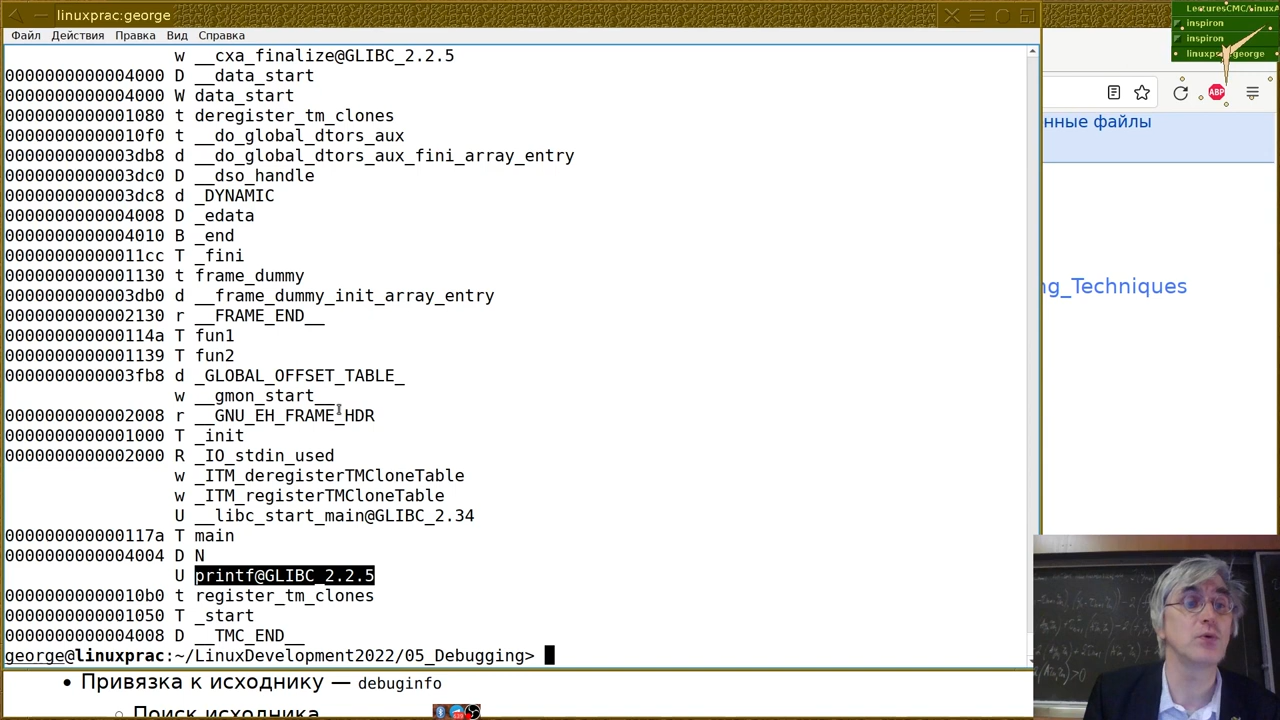 linuxprac:george
Файл Действия Правка Вид Справка
w __cxa_finalize@GLIBC_2.2.5
0000000000004000 D __data_start
0000000000004000 W data_start
0000000000001080 t deregister_tm_clones
00000000000010f0 t __do_global_dtors_aux
0000000000003db8 d __do_global_dtors_aux_fini_array_entry
0000000000003dc0 D __dso_handle
0000000000003dc8 d _DYNAMIC
0000000000004008 D _edata
0000000000004010 B _end
00000000000011cc T _fini
0000000000001130 t frame_dummy
0000000000003db0 d __frame_dummy_init_array_entry
0000000000002130 r __FRAME_END__
000000000000114a T fun1
0000000000001139 T fun2
0000000000003fb8 d _GLOBAL_OFFSET_TABLE_
w __gmon_start__
0000000000002008 r __GNU_EH_FRAME_HDR
0000000000001000 T _init
0000000000002000 R _IO_stdin_used
w _ITM_deregisterTMCloneTable
w _ITM_registerTMCloneTable
U __libc_start_main@GLIBC_2.34
000000000000117a T main
0000000000004004 D N
U printf@GLIBC_2.2.5
00000000000010b0 t register_tm_clones
0000000000001050 T _start
0000000000004008 D __TMC_END__
george@linuxprac:~/LinuxDevelopment2022/05_Debugging>
• Привязка к исходнику — debuginfo
Поиск исходника
inspiron
inspiron
ABP
нные файлы
ng_Techniques